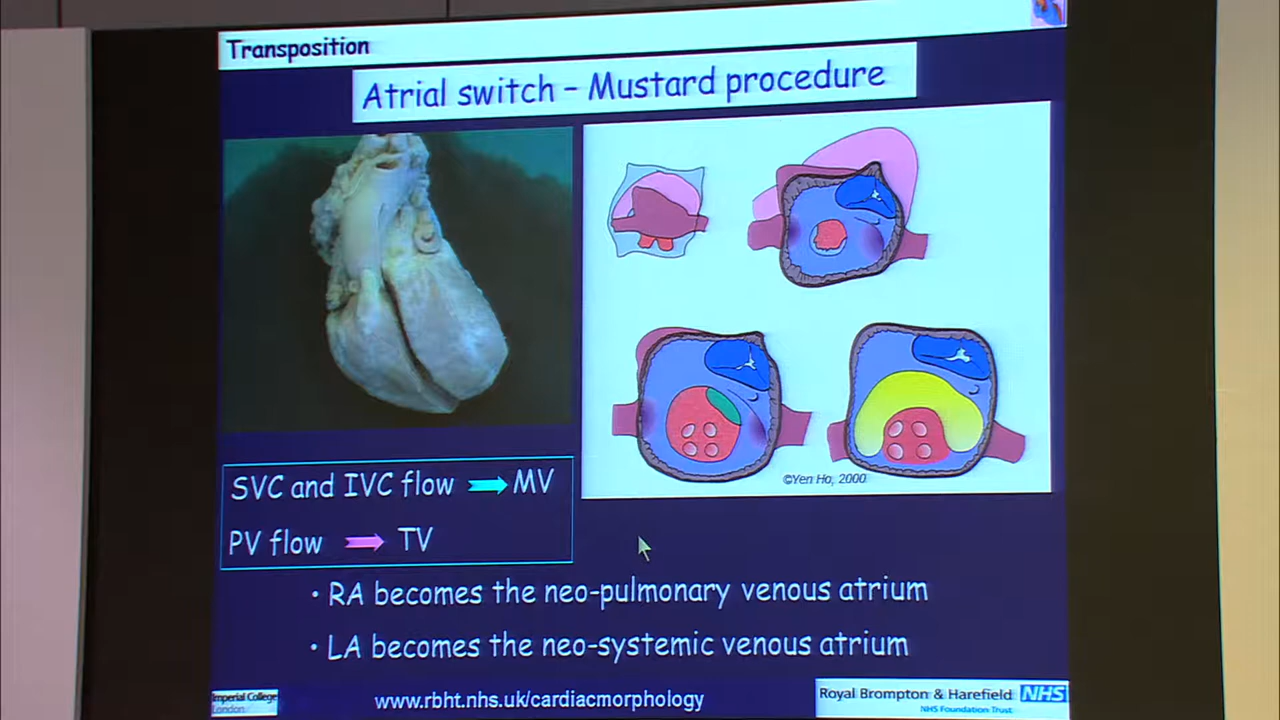 Transposition
Atrial switch – Mustard procedure
©Yen Ho, 2000
SVC and IVC flow MV
PV flow TV
• RA becomes the neo-pulmonary venous atrium
• LA becomes the neo-systemic venous atrium
Imperial College
London
www.rbht.nhs.uk/cardiacmorphology
Royal Brompton & Harefield NHS
NHS Foundation Trust